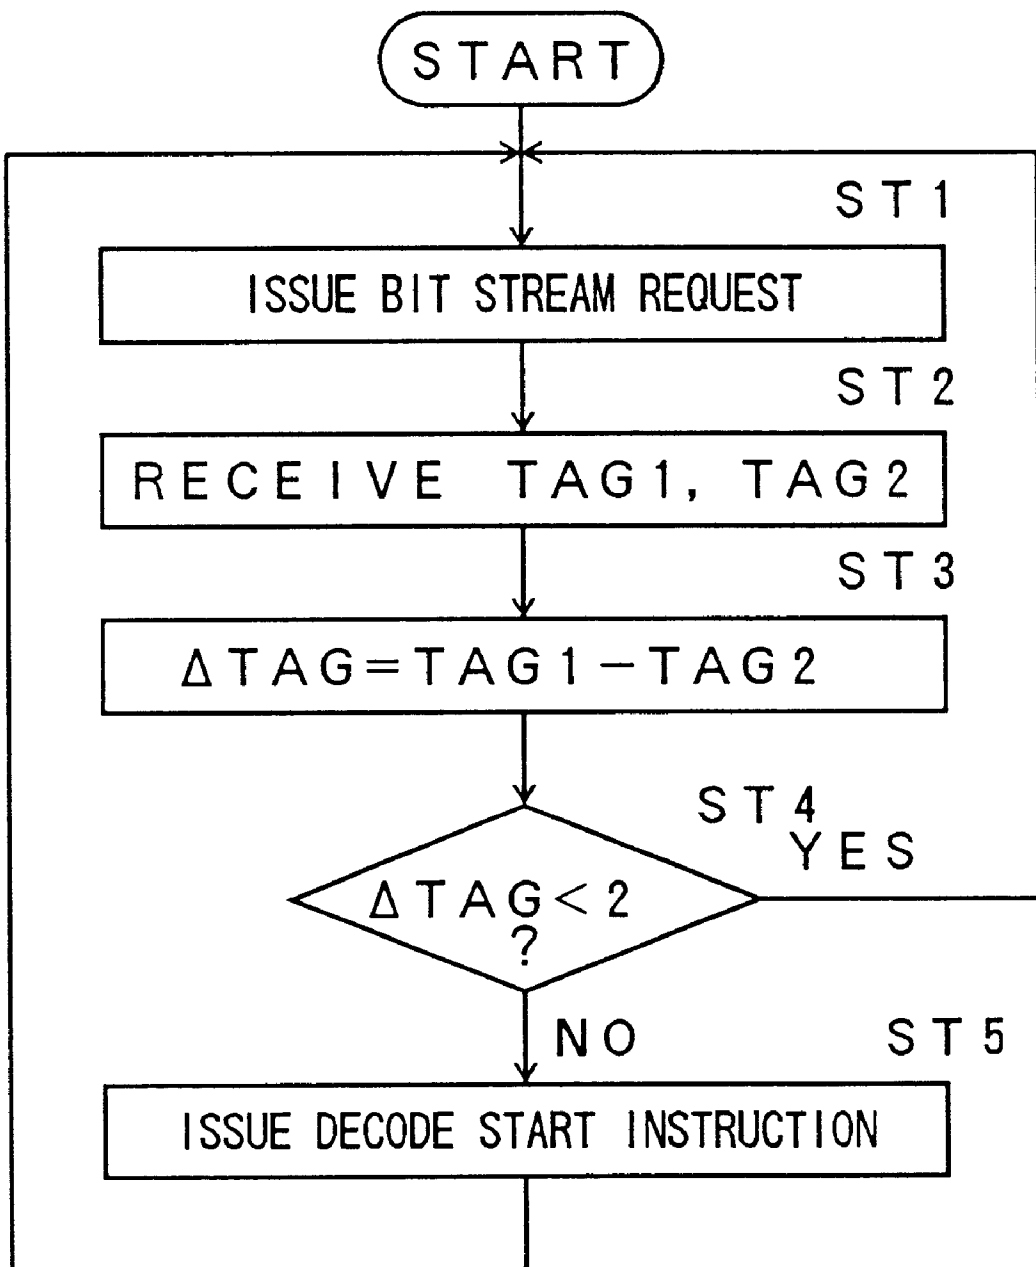 START
ST1
ISSUE BIT STREAM REQUEST
ST2
RECEIVE TAG1, TAG2
ST3
ΔTAG=TAG1-TAG2
ST4
YES
ΔTAG<2
?
NO
ST5
ISSUE DECODE START INSTRUCTION